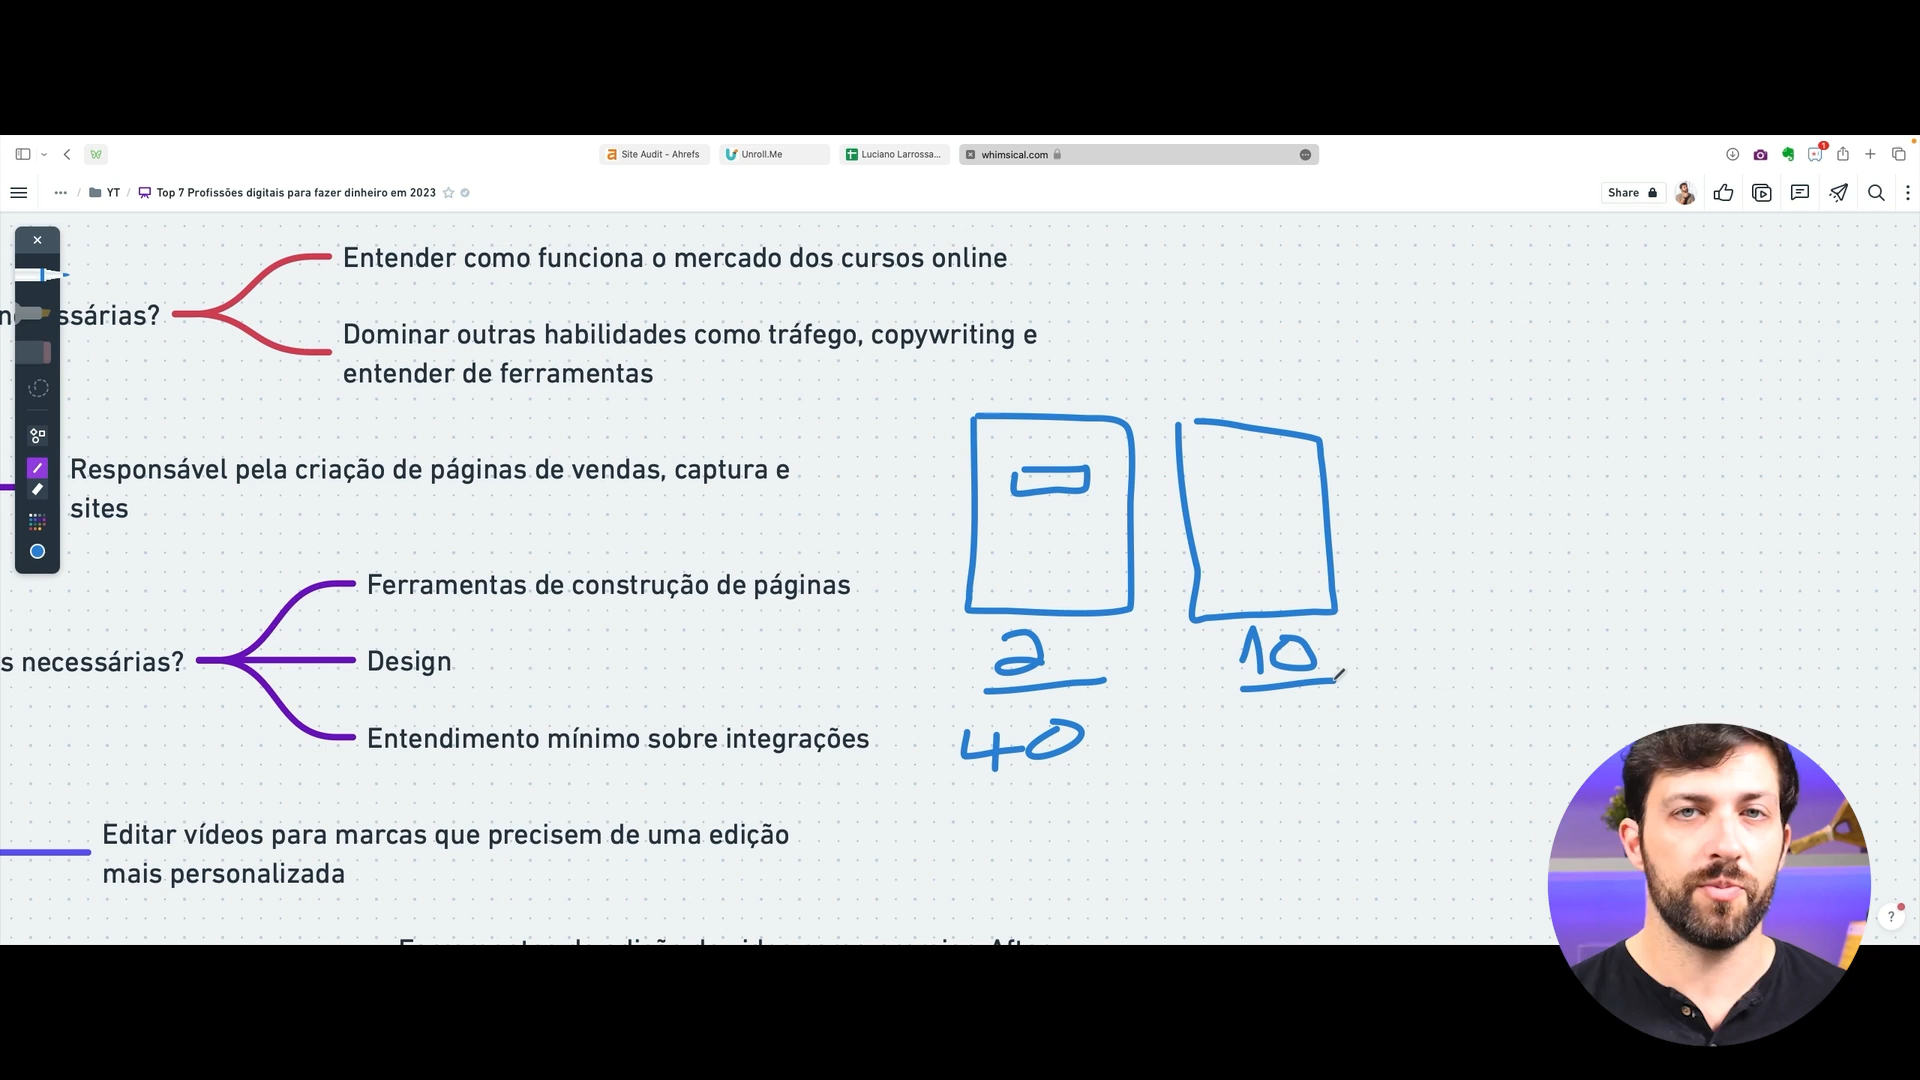 Site Audit - Ahrefs
Unroll.Me
Luciano Larrossa...
whimsical.com
1
... / YT / Top 7 Profissões digitais para fazer dinheiro em 2023
Share
Entender como funciona o mercado dos cursos online
ssárias?
Dominar outras habilidades como tráfego, copywriting e
entender de ferramentas
Responsável pela criação de páginas de vendas, captura e
sites
Ferramentas de construção de páginas
s necessárias?
Design
Entendimento mínimo sobre integrações
2
10
40
Editar vídeos para marcas que precisem de uma edição
mais personalizada
?